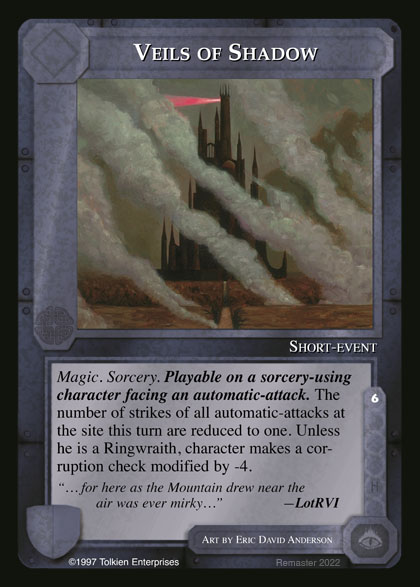 VEILS OF SHADOW
SHORT-EVENT
Magic. Sorcery. Playable on a sorcery-using
character facing an automatic-attack. The
number of strikes of all automatic-attacks at
the site this turn are reduced to one. Unless
he is a Ringwraith, character makes a cor-
ruption check modified by -4.
6
H
“…for here as the Mountain drew near the
air was ever mirky…” —LotRVI
ART BY ERIC DAVID ANDERSON
©1997 Tolkien Enterprises
Remaster 2022